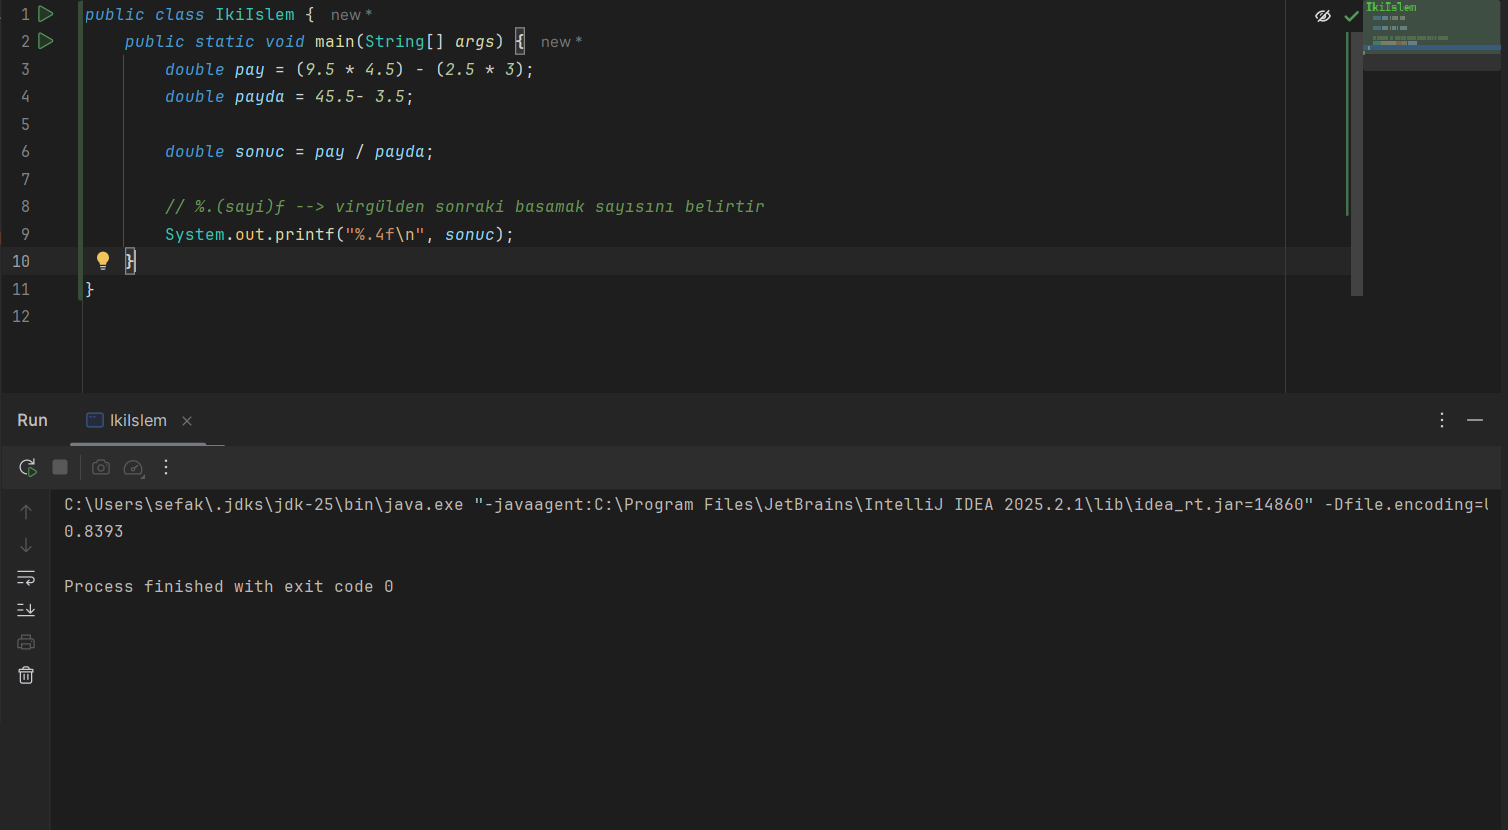 1 public class IkiIslem { new *
2 public static void main(String[] args) { new *
3 double pay = (9.5 * 4.5) - (2.5 * 3);
4 double payda = 45.5- 3.5;
5
6 double sonuc = pay / payda;
7
8 // %.(sayi)f --> virgülden sonraki basamak sayısını belirtir
9 System.out.printf("%.4f\n", sonuc);
10 }
11 }
12
IkiIslem
Run IkiIslem
C:\Users\sefak\.jdks\jdk-25\bin\java.exe "-javaagent:C:\Program Files\JetBrains\IntelliJ IDEA 2025.2.1\lib\idea_rt.jar=14860" -Dfile.encoding=
0.8393
Process finished with exit code 0